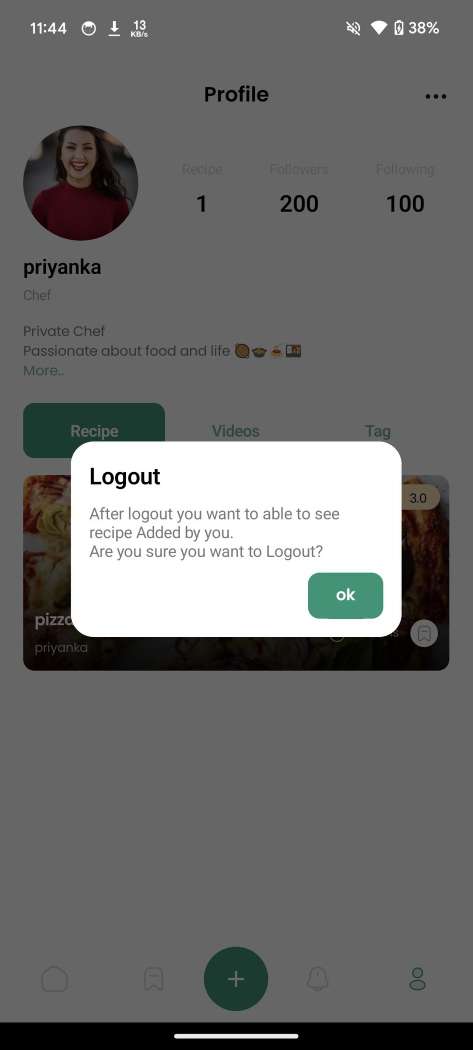 11:44
13
KB/s
38%
Profile
Recipe
Followers
Following
1
200
100
priyanka
Chef
Private Chef
Passionate about food and life 🥘🍲🍝🍱
More..
Recipe
Videos
Tag
3.0
Logout
After logout you want to able to see
recipe Added by you.
Are you sure you want to Logout?
ok
priyanka